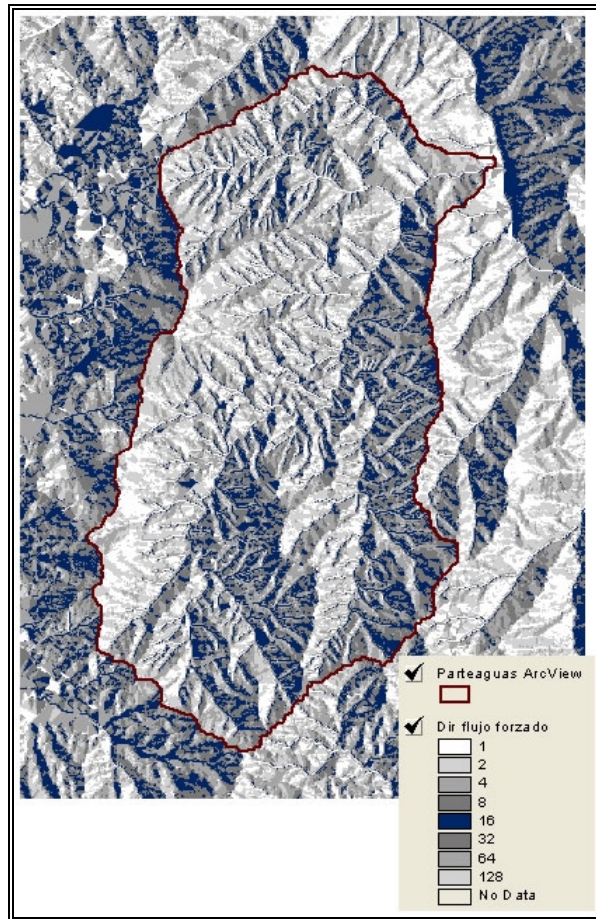 Parteaguas ArcView
Dir flujo forzado
1
2
4
8
16
32
64
128
No Data